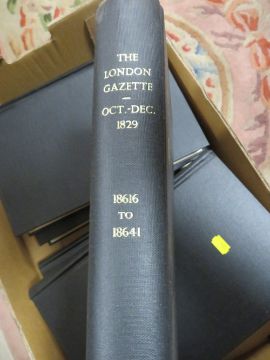 THE
LONDON
GAZETTE
—
OCT.-DEC.
1829
18616
TO
18641